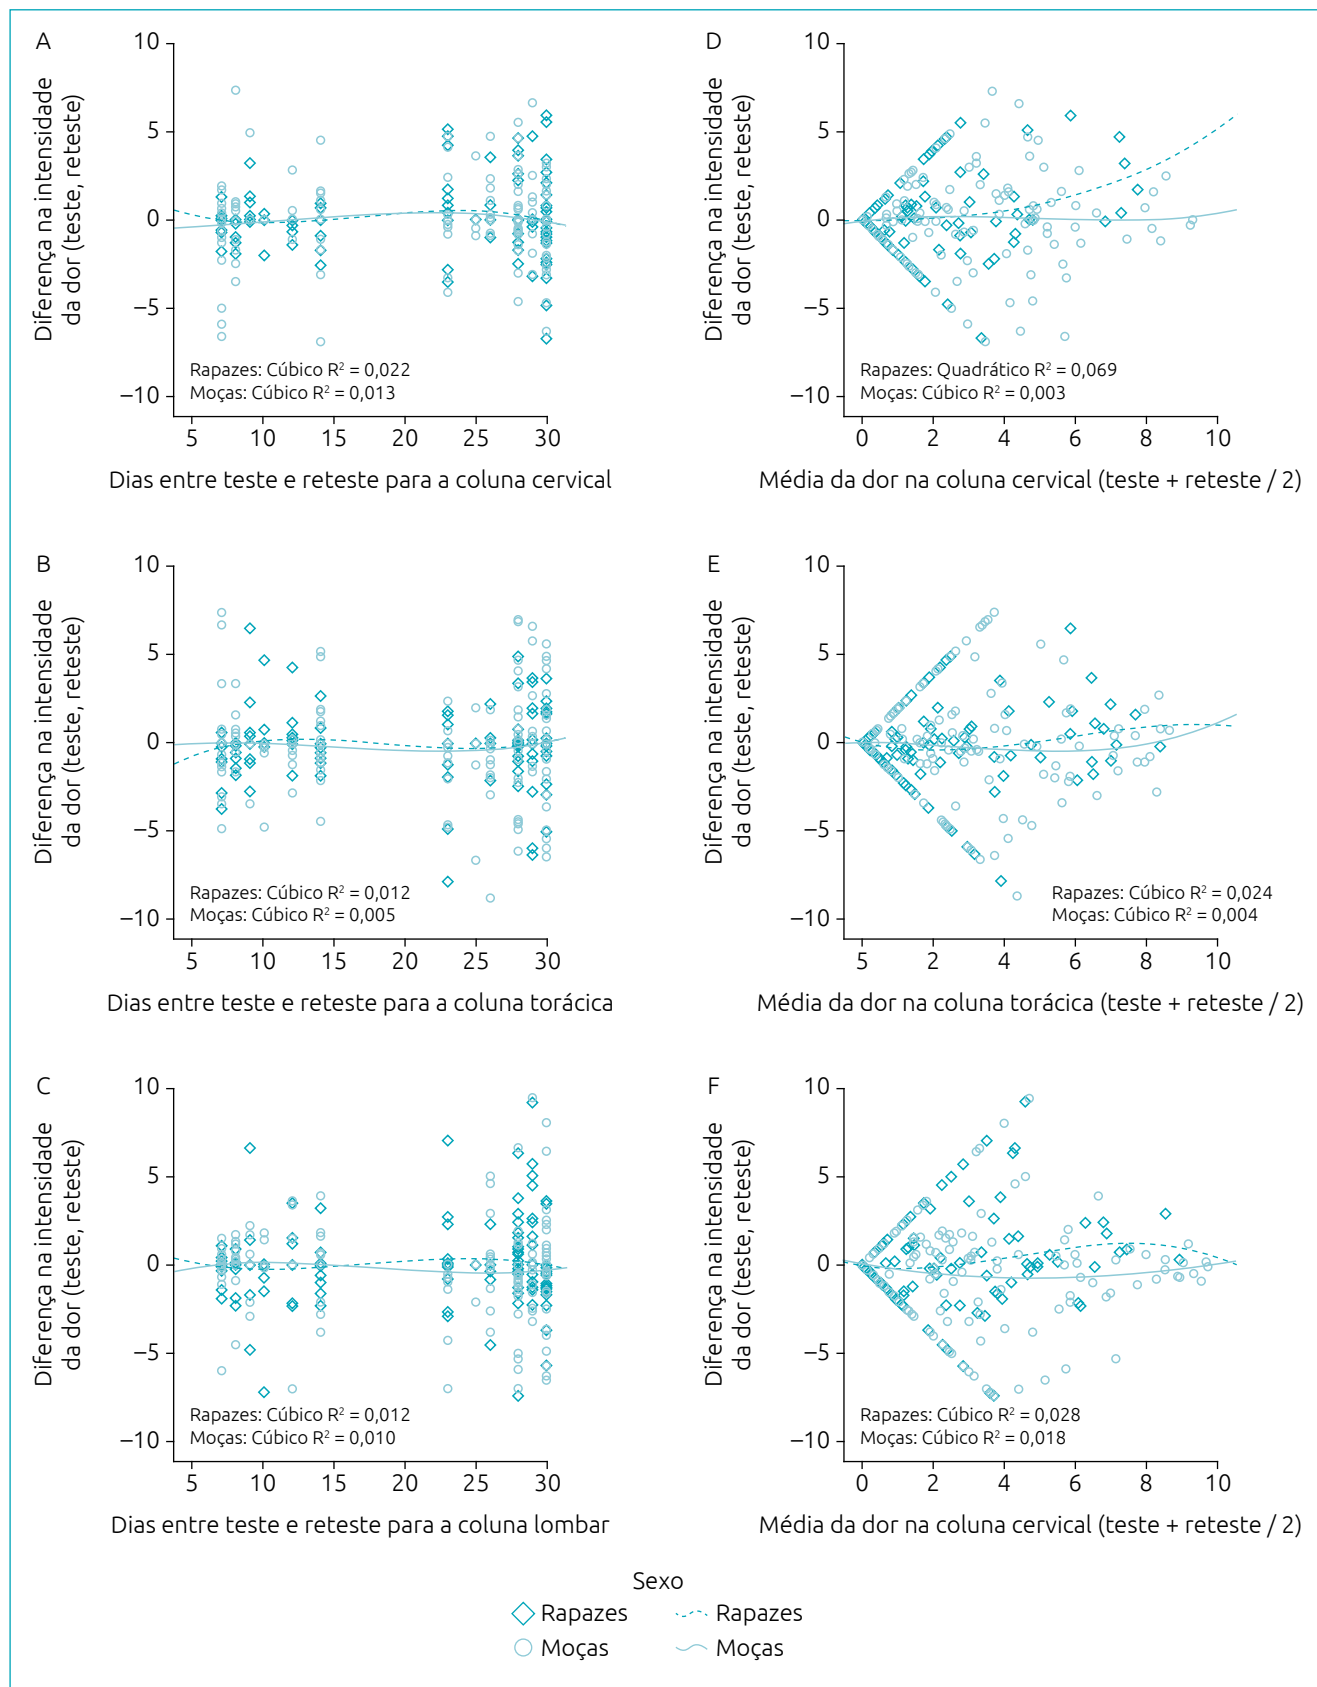 A
10
5
0
−5
−10
Diferença na intensidade
da dor (teste, reteste)
Rapazes: Cúbico R² = 0,022
Moças: Cúbico R² = 0,013
5 10 15 20 25 30
Dias entre teste e reteste para a coluna cervical
D
10
5
0
−5
−10
Diferença na intensidade
da dor (teste, reteste)
Rapazes: Quadrático R² = 0,069
Moças: Cúbico R² = 0,003
0 2 4 6 8 10
Média da dor na coluna cervical (teste + reteste / 2)
B
10
5
0
−5
−10
Diferença na intensidade
da dor (teste, reteste)
Rapazes: Cúbico R² = 0,012
Moças: Cúbico R² = 0,005
5 10 15 20 25 30
Dias entre teste e reteste para a coluna torácica
E
10
5
0
−5
−10
Diferença na intensidade
da dor (teste, reteste)
Rapazes: Cúbico R² = 0,024
Moças: Cúbico R² = 0,004
5 2 4 6 8 10
Média da dor na coluna torácica (teste + reteste / 2)
C
10
5
0
−5
−10
Diferença na intensidade
da dor (teste, reteste)
Rapazes: Cúbico R² = 0,012
Moças: Cúbico R² = 0,010
5 10 15 20 25 30
Dias entre teste e reteste para a coluna lombar
F
10
5
0
−5
−10
Diferença na intensidade
da dor (teste, reteste)
Rapazes: Cúbico R² = 0,028
Moças: Cúbico R² = 0,018
0 2 4 6 8 10
Média da dor na coluna cervical (teste + reteste / 2)
Sexo
Rapazes Rapazes
Moças Moças